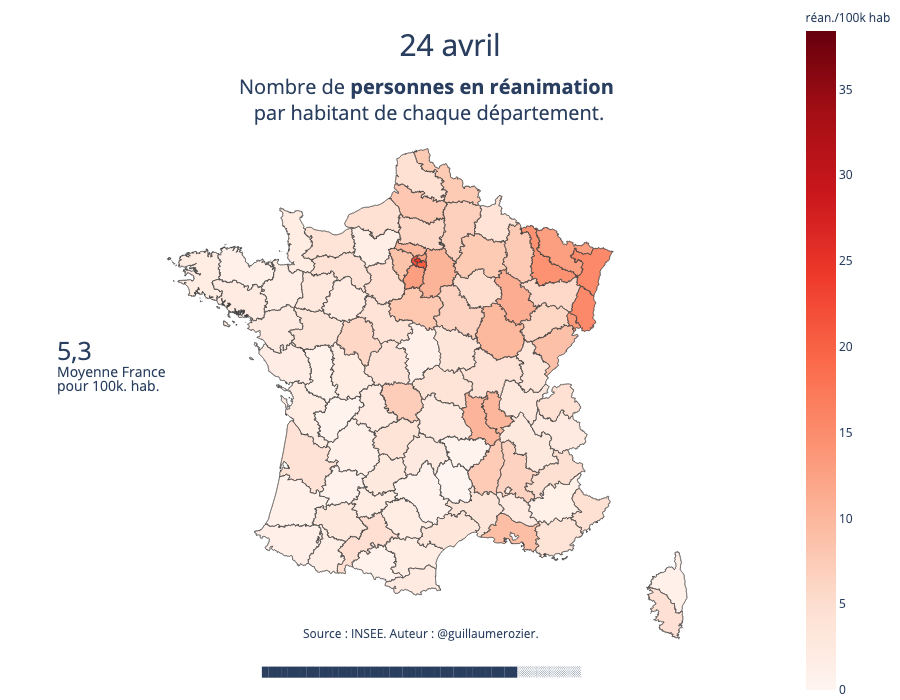 réan./100k hab
24 avril
Nombre de personnes en réanimation
par habitant de chaque département.
35
30
25
20
15
10
5
0
5,3
Moyenne France
pour 100k. hab.
Source : INSEE. Auteur : @guillaumerozier.